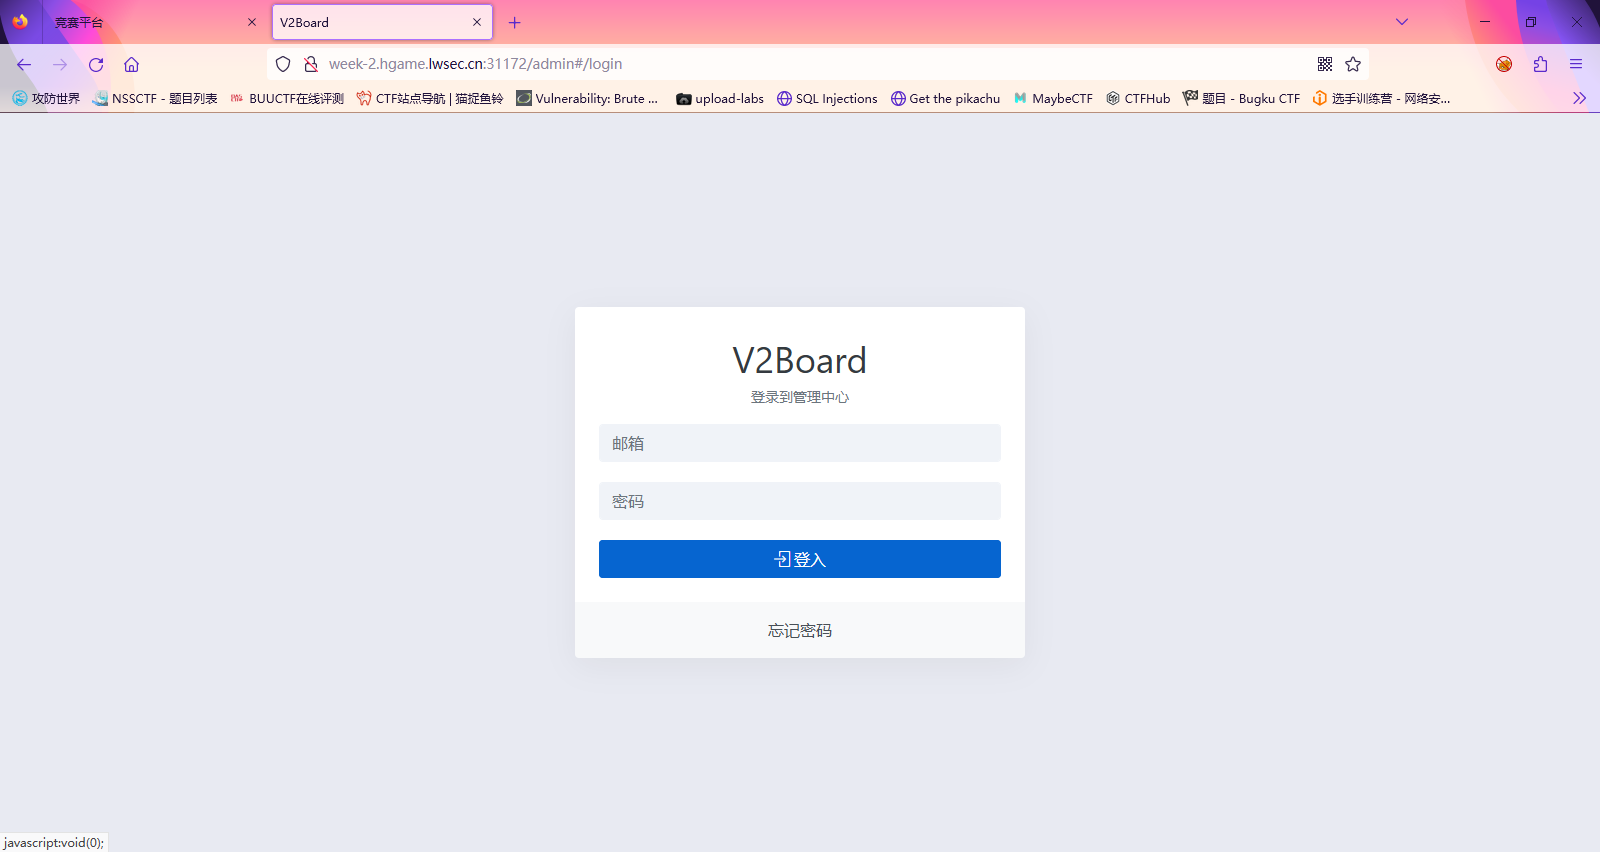 竞赛平台
V2Board
week-2.hgame.lwsec.cn:31172/admin#/login
攻防世界 NSSCTF - 题目列表 BUUCTF在线评测 CTF站点导航 | 猫捉鱼铃 Vulnerability: Brute ... upload-labs SQL Injections Get the pikachu MaybeCTF CTFHub 题目 - Bugku CTF 选手训练营 - 网络安...
V2Board
登录到管理中心
邮箱
密码
登入
忘记密码
javascript:void(0);